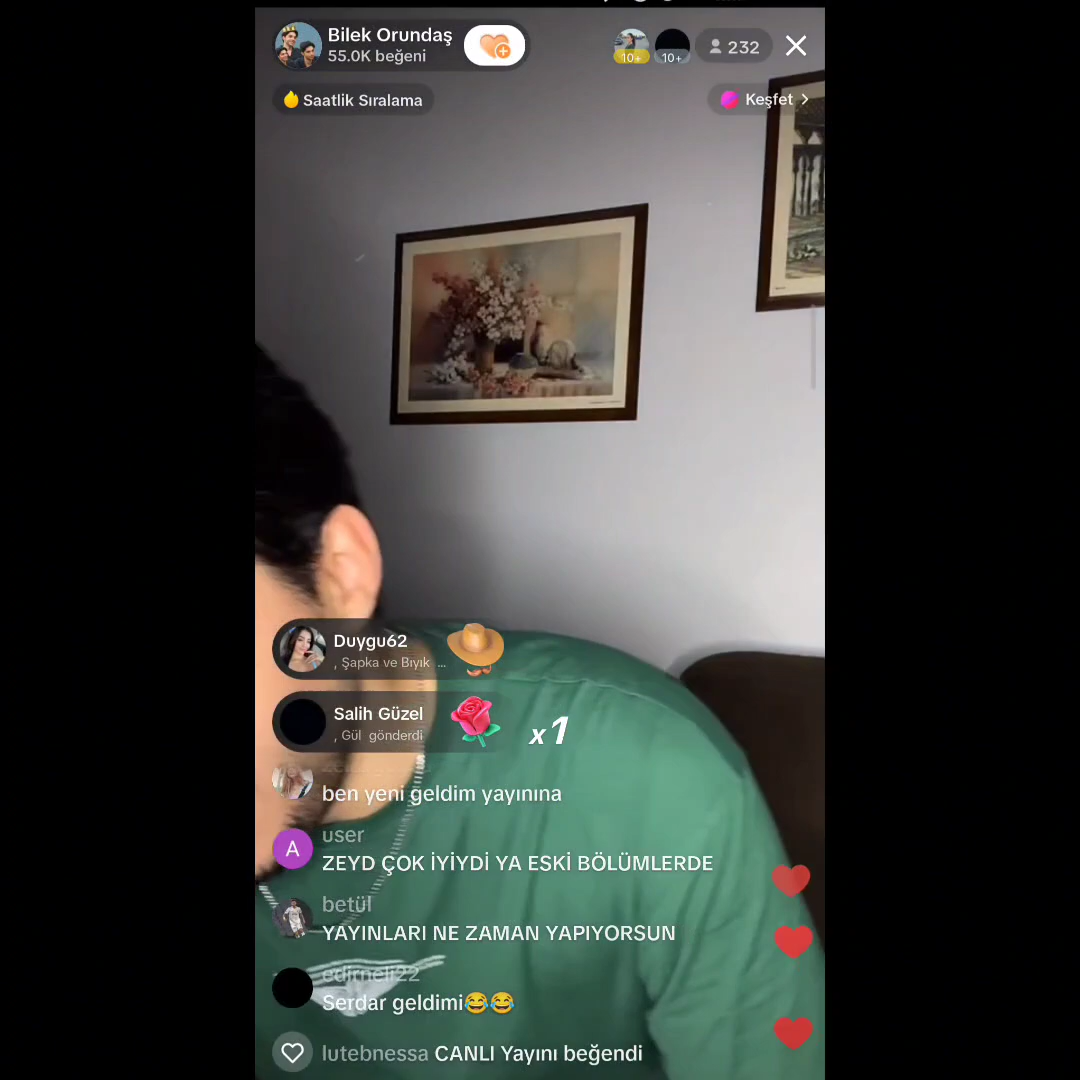 Bilek Orundaş
55.0K beğeni
10+
10+
232
Saatlik Sıralama
Keşfet
Duygu62
, Şapka ve Bıyık ...
Salih Güzel
, Gül gönderdi
x1
ben yeni geldim yayınına
A
user
ZEYD ÇOK İYİYDİ YA ESKİ BÖLÜMLERDE
betül
YAYINLARI NE ZAMAN YAPIYORSUN
edirneli22
Serdar geldimi😂😂
lutebnessa CANLI Yayını beğendi